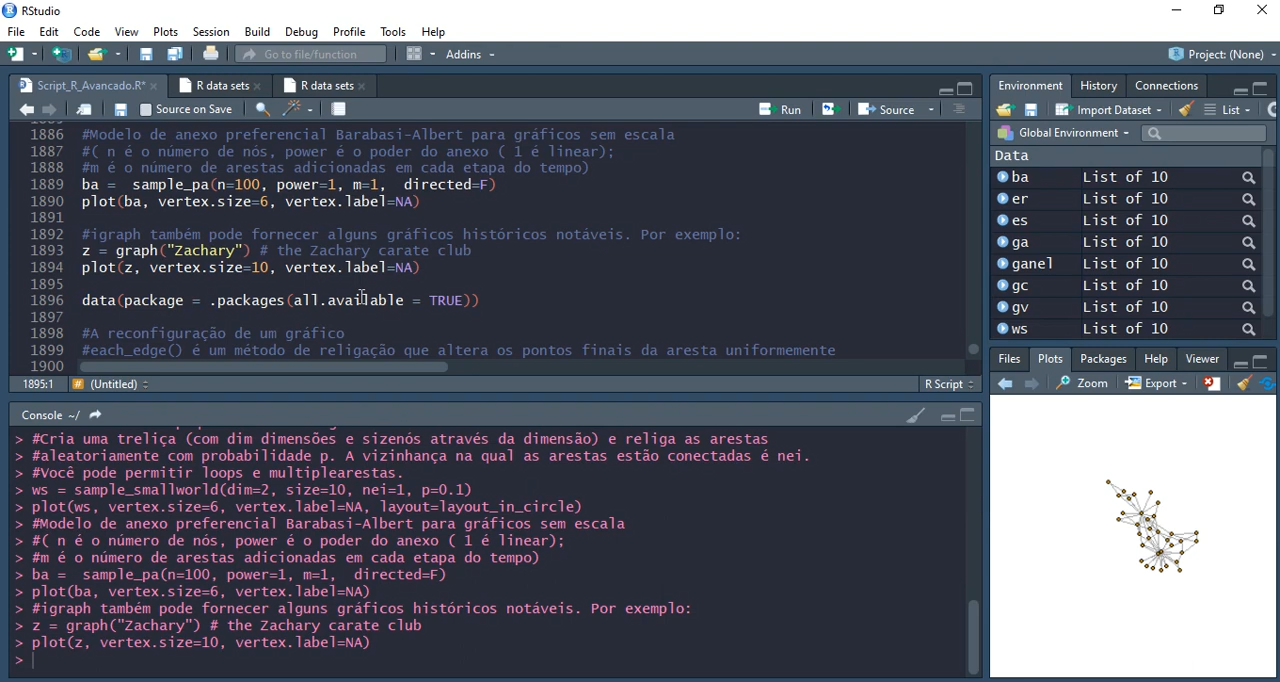 RStudio
File Edit Code View Plots Session Build Debug Profile Tools Help
Go to file/function Addins Project: (None)
Script_R_Avancado.R* R data sets R data sets
Source on Save Run Source
1886 #Modelo de anexo preferencial Barabasi-Albert para gráficos sem escala
1887 #( n é o número de nós, power é o poder do anexo ( 1 é linear);
1888 #m é o número de arestas adicionadas em cada etapa do tempo)
1889 ba =  sample_pa(n=100, power=1, m=1,  directed=F)
1890 plot(ba, vertex.size=6, vertex.label=NA)
1891
1892 #igraph também pode fornecer alguns gráficos históricos notáveis. Por exemplo:
1893 z = graph("Zachary") # the Zachary carate club
1894 plot(z, vertex.size=10, vertex.label=NA)
1895
1896 data(package = .packages(all.available = TRUE))
1897
1898 #A reconfiguração de um gráfico
1899 #each_edge() é um método de religação que altera os pontos finais da aresta uniformemente
1900
1895:1 # (Untitled) R Script
Console ~/
> #Cria uma treliça (com dim dimensões e sizenós através da dimensão) e religa as arestas
> #aleatoriamente com probabilidade p. A vizinhança na qual as arestas estão conectadas é nei.
> #Você pode permitir loops e multiplearestas.
> ws = sample_smallworld(dim=2, size=10, nei=1, p=0.1)
> plot(ws, vertex.size=6, vertex.label=NA, layout=layout_in_circle)
> #Modelo de anexo preferencial Barabasi-Albert para gráficos sem escala
> #( n é o número de nós, power é o poder do anexo ( 1 é linear);
> #m é o número de arestas adicionadas em cada etapa do tempo)
> ba =  sample_pa(n=100, power=1, m=1,  directed=F)
> plot(ba, vertex.size=6, vertex.label=NA)
> #igraph também pode fornecer alguns gráficos históricos notáveis. Por exemplo:
> z = graph("Zachary") # the Zachary carate club
> plot(z, vertex.size=10, vertex.label=NA)
>
Environment History Connections
Import Dataset List
Global Environment
Data
ba List of 10
er List of 10
es List of 10
ga List of 10
ganel List of 10
gc List of 10
gv List of 10
ws List of 10
Files Plots Packages Help Viewer
Zoom Export